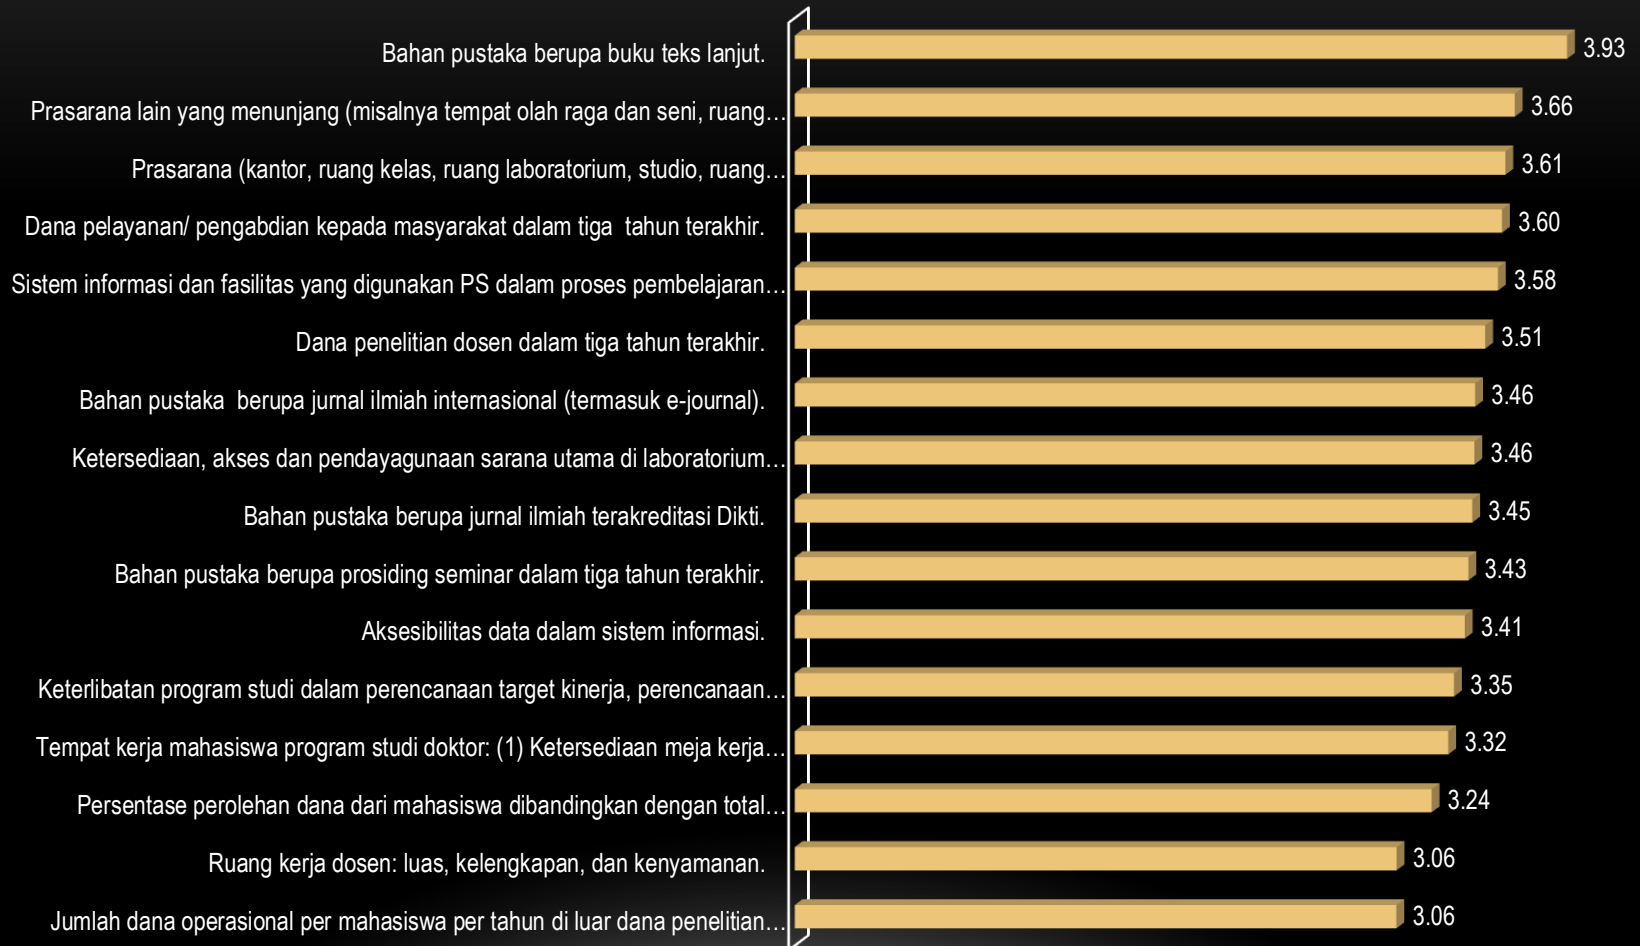 Bahan pustaka berupa buku teks lanjut. 3.93
Prasarana lain yang menunjang (misalnya tempat olah raga dan seni, ruang… 3.66
Prasarana (kantor, ruang kelas, ruang laboratorium, studio, ruang… 3.61
Dana pelayanan/ pengabdian kepada masyarakat dalam tiga  tahun terakhir. 3.60
Sistem informasi dan fasilitas yang digunakan PS dalam proses pembelajaran… 3.58
Dana penelitian dosen dalam tiga tahun terakhir. 3.51
Bahan pustaka  berupa jurnal ilmiah internasional (termasuk e-journal). 3.46
Ketersediaan, akses dan pendayagunaan sarana utama di laboratorium… 3.46
Bahan pustaka berupa jurnal ilmiah terakreditasi Dikti. 3.45
Bahan pustaka berupa prosiding seminar dalam tiga tahun terakhir. 3.43
Aksesibilitas data dalam sistem informasi. 3.41
Keterlibatan program studi dalam perencanaan target kinerja, perencanaan… 3.35
Tempat kerja mahasiswa program studi doktor: (1) Ketersediaan meja kerja… 3.32
Persentase perolehan dana dari mahasiswa dibandingkan dengan total… 3.24
Ruang kerja dosen: luas, kelengkapan, dan kenyamanan. 3.06
Jumlah dana operasional per mahasiswa per tahun di luar dana penelitian… 3.06